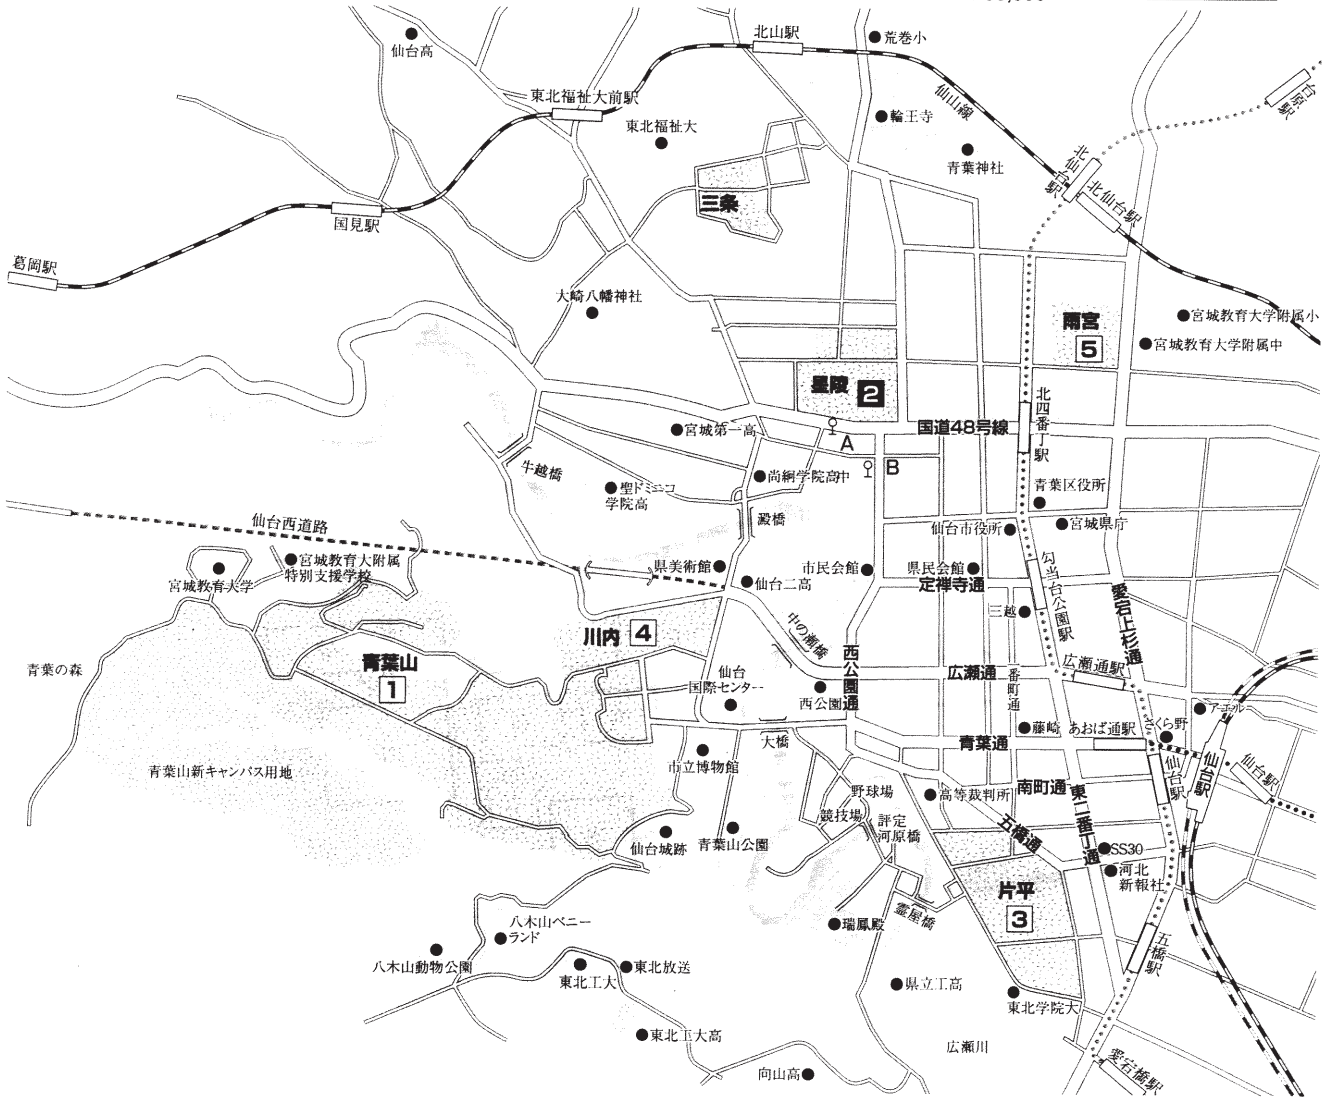 北山駅
荒巻小
仙台高
台原駅
仙山線
東北福祉大前駅
輪王寺
東北福祉大
青葉神社
北仙台駅
北仙台駅
三条
国見駅
葛岡駅
大崎八幡神社
雨宮
5
宮城教育大学附属小
宮城教育大学附属中
星陵 2
北四番丁駅
国道48号線
宮城第一高
A
B
牛越橋
尚絅学院高中
聖ドミニコ
学院高
青葉区役所
澱橋
仙台西道路
仙台市役所
宮城県庁
宮城教育大附属
特別支援学校
宮城教育大学
県美術館
仙台二高
市民会館
県民会館
定禅寺通
勾当台公園駅
愛宕上杉通
三越
川内 4
中の瀬橋
青葉の森
青葉山
1
西公園通
広瀬通
広瀬通駅
番町通
仙台
国際センター
西公園
アエル
藤崎
あおば通駅
さくら野
大橋
青葉通
仙台駅
仙台駅
仙台駅
市立博物館
青葉山新キャンパス用地
野球場
高等裁判所
南町通
東二番丁通
競技場
評定
河原橋
五橋通
仙台城跡
青葉山公園
SS30
河北
新報社
片平
3
霊屋橋
瑞鳳殿
八木山ベニー
ランド
五橋駅
八木山動物公園
東北工大
東北放送
県立工高
東北学院大
東北工大高
広瀬川
向山高
愛宕橋駅